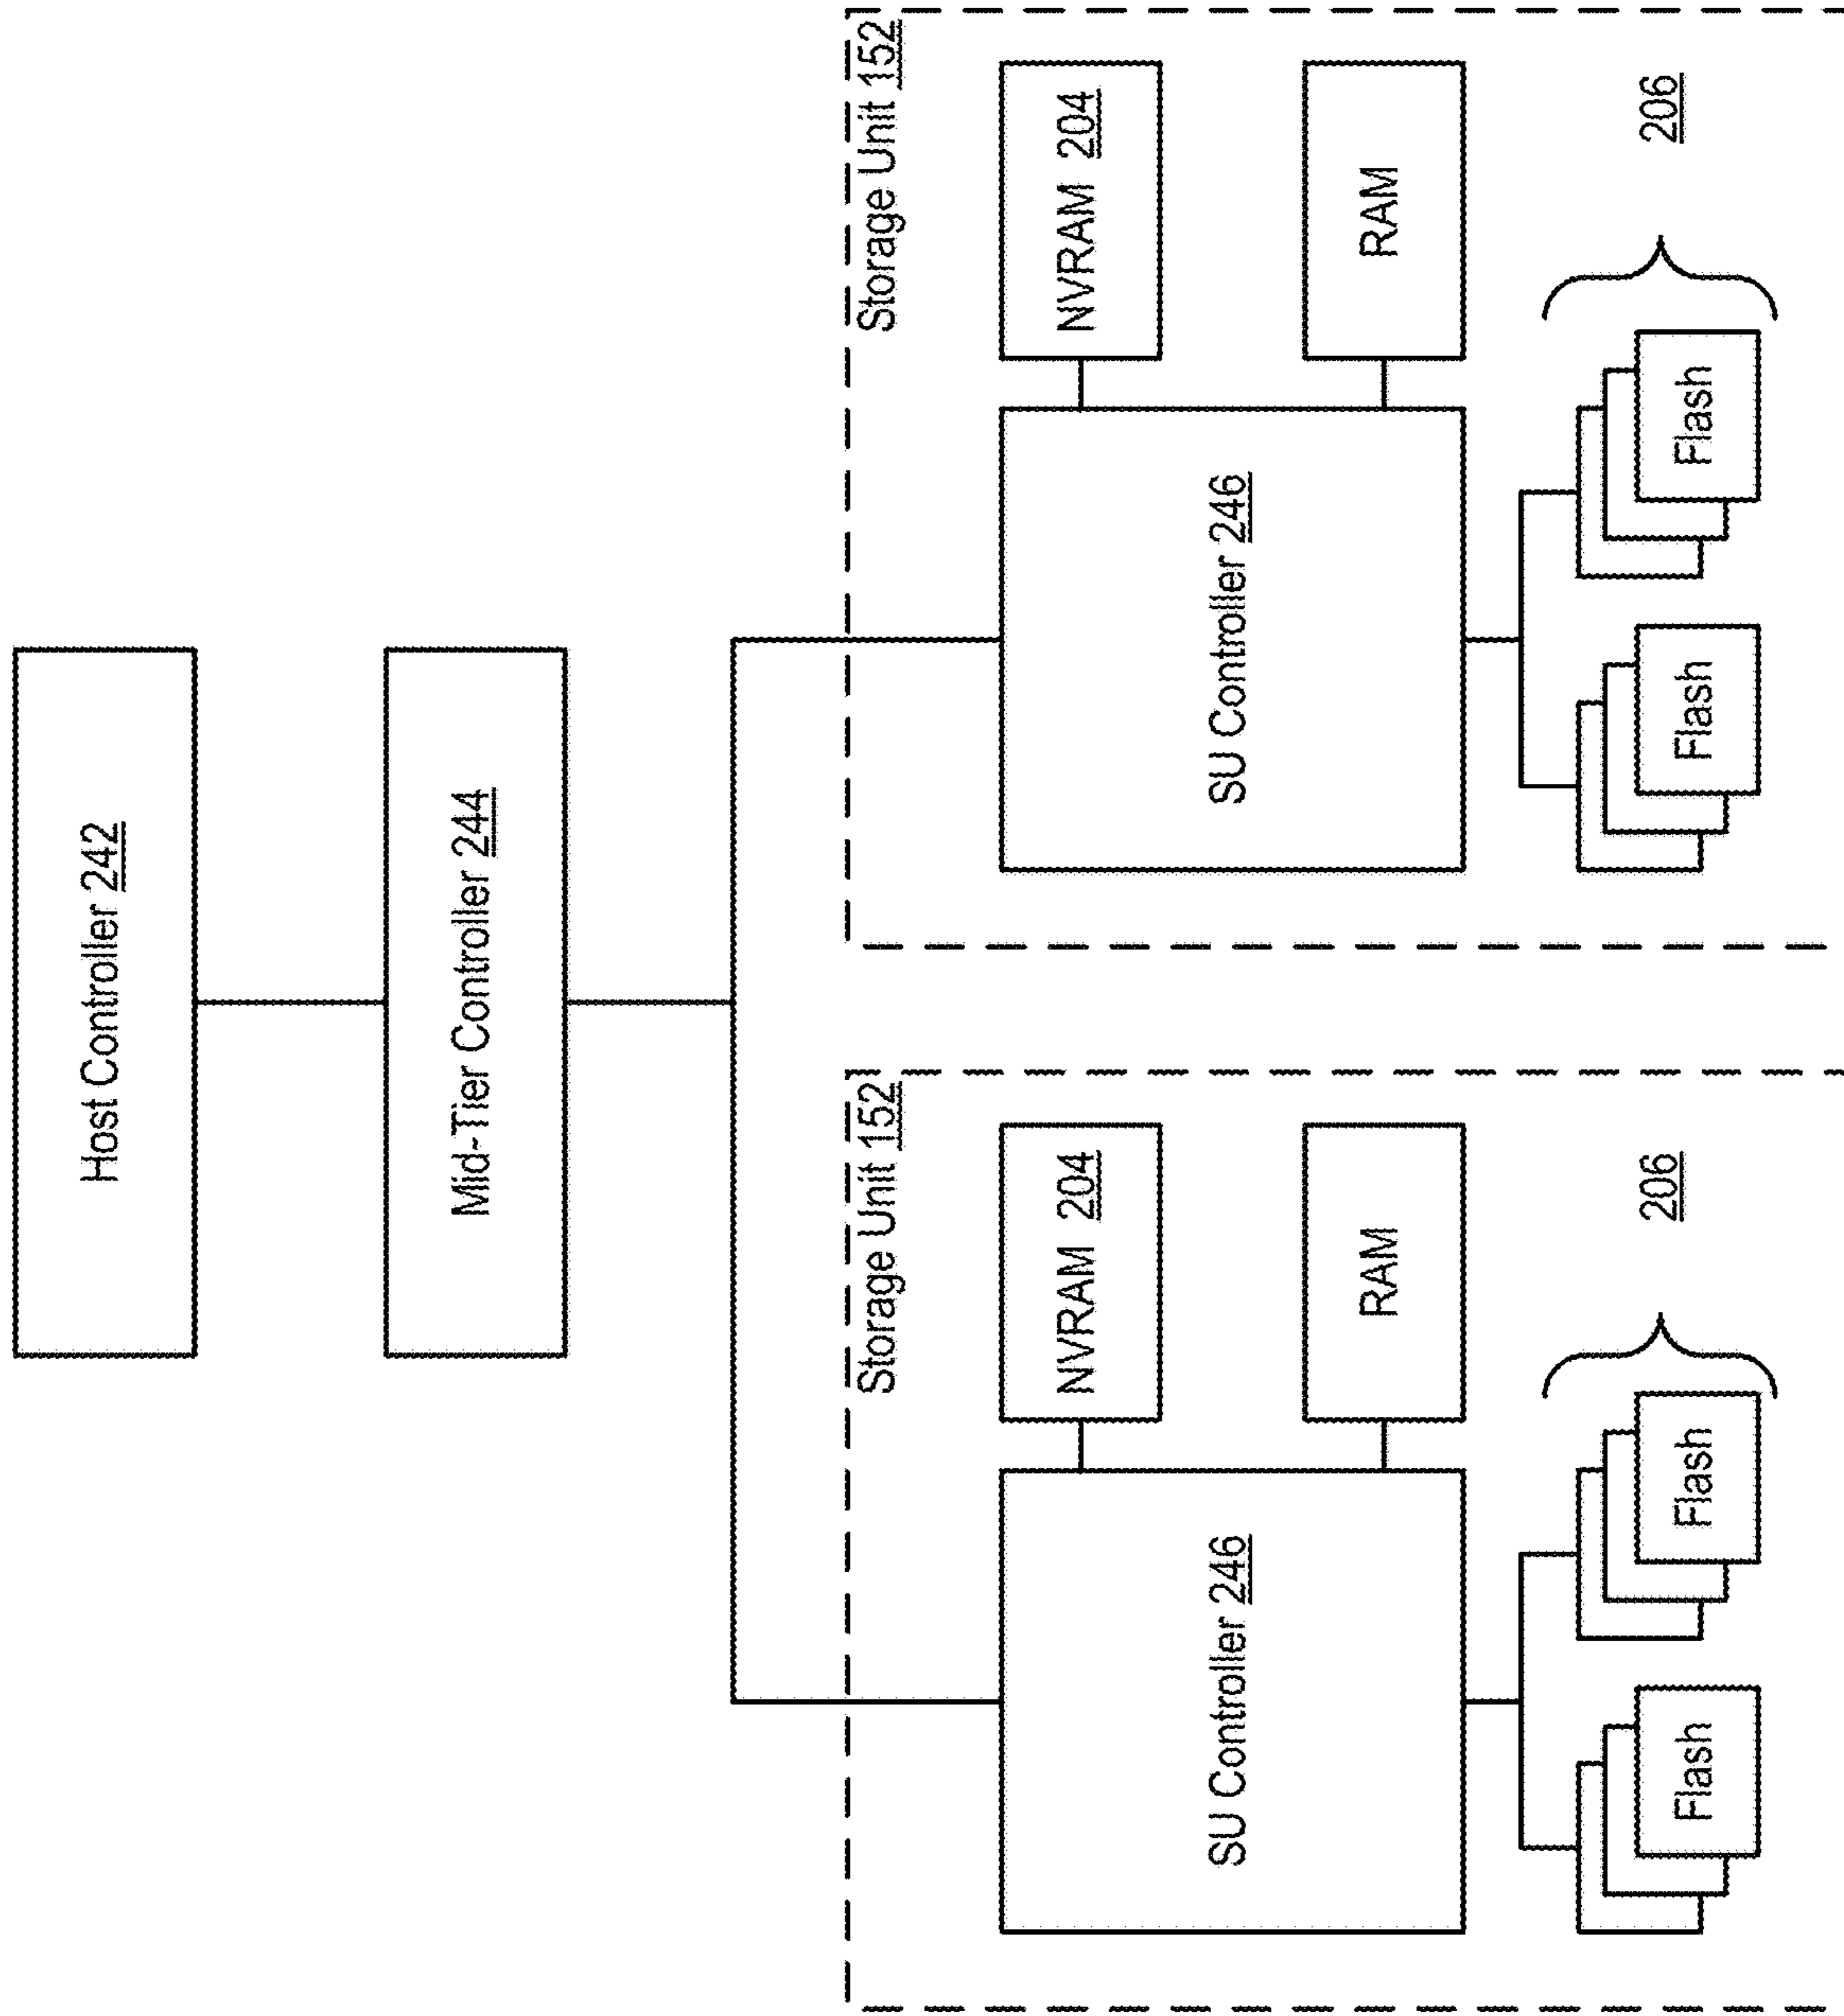 Host Controller 242
Mid-Tier Controller 244
Storage Unit 152
SU Controller 246
NVRAM 204
RAM
Flash
Flash
206
Storage Unit 152
SU Controller 246
NVRAM 204
RAM
Flash
Flash
206